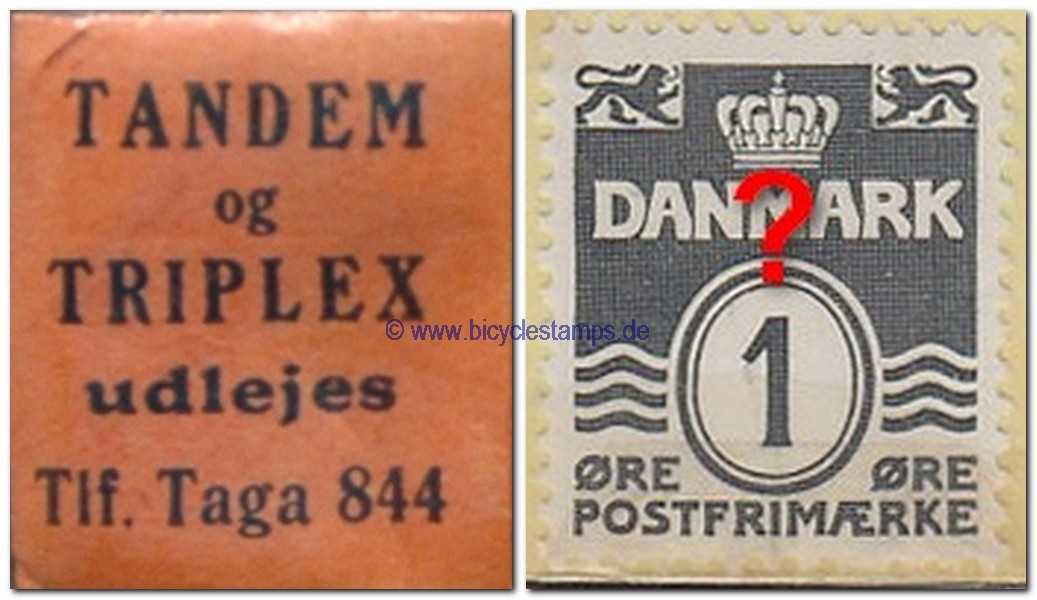 TANDEM
og
TRIPLEX
udlejes
Tlf. Taga 844
© www.bicyclestamps.de
DANMARK
?
1
ØRE ØRE
POSTFRIMÆRKE